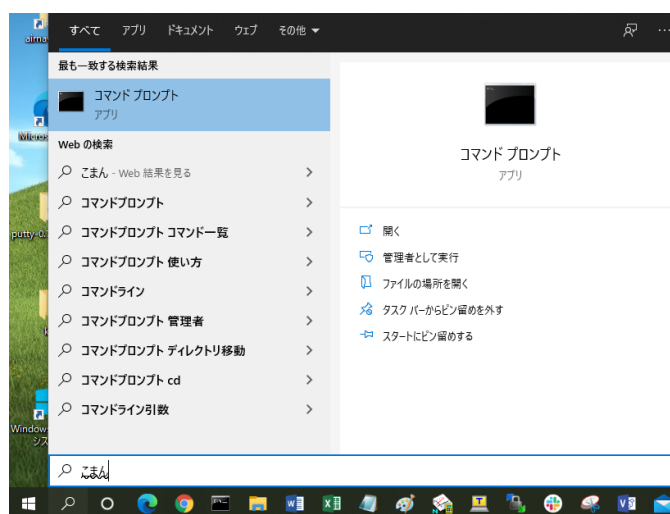 すべて アプリ ドキュメント ウェブ その他 ▼
最も一致する検索結果
コマンド プロンプト
アプリ
Web の検索
こまん - Web 結果を見る
コマンドプロンプト
コマンドプロンプト コマンド一覧
コマンドプロンプト 使い方
コマンドライン
コマンドプロンプト 管理者
コマンドプロンプト ディレクトリ移動
コマンドプロンプト cd
コマンドライン引数
こまん
コマンド プロンプト
アプリ
開く
管理者として実行
ファイルの場所を開く
タスク バーからピン留めを外す
スタートにピン留めする